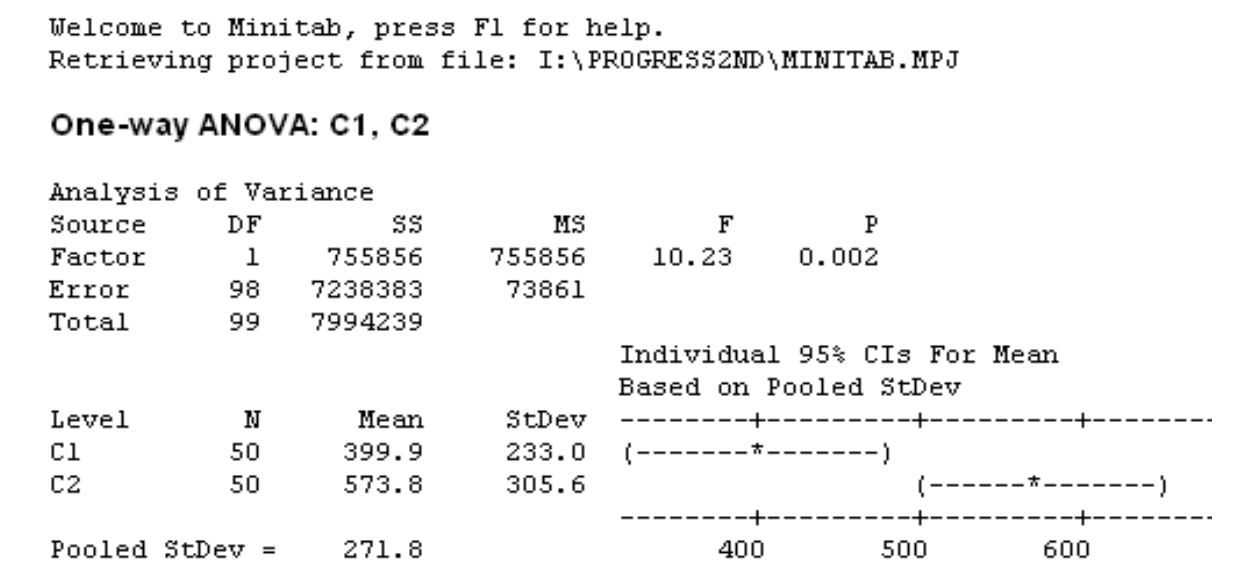 Welcome to Minitab, press F1 for help.
Retrieving project from file: I:\PROGRESS2ND\MINITAB.MPJ
One-way ANOVA: C1, C2
Analysis of Variance
Source     DF        SS        MS        F        P
Factor      1    755856    755856    10.23    0.002
Error      98   7238383     73861
Total      99   7994239
                                   Individual 95% CIs For Mean
                                   Based on Pooled StDev
Level       N      Mean     StDev  --------+---------+---------+--------
C1         50     399.9     233.0  (-------*-------)
C2         50     573.8     305.6                    (------*-------)
                                   --------+---------+---------+--------
Pooled StDev =    271.8                  400       500       600